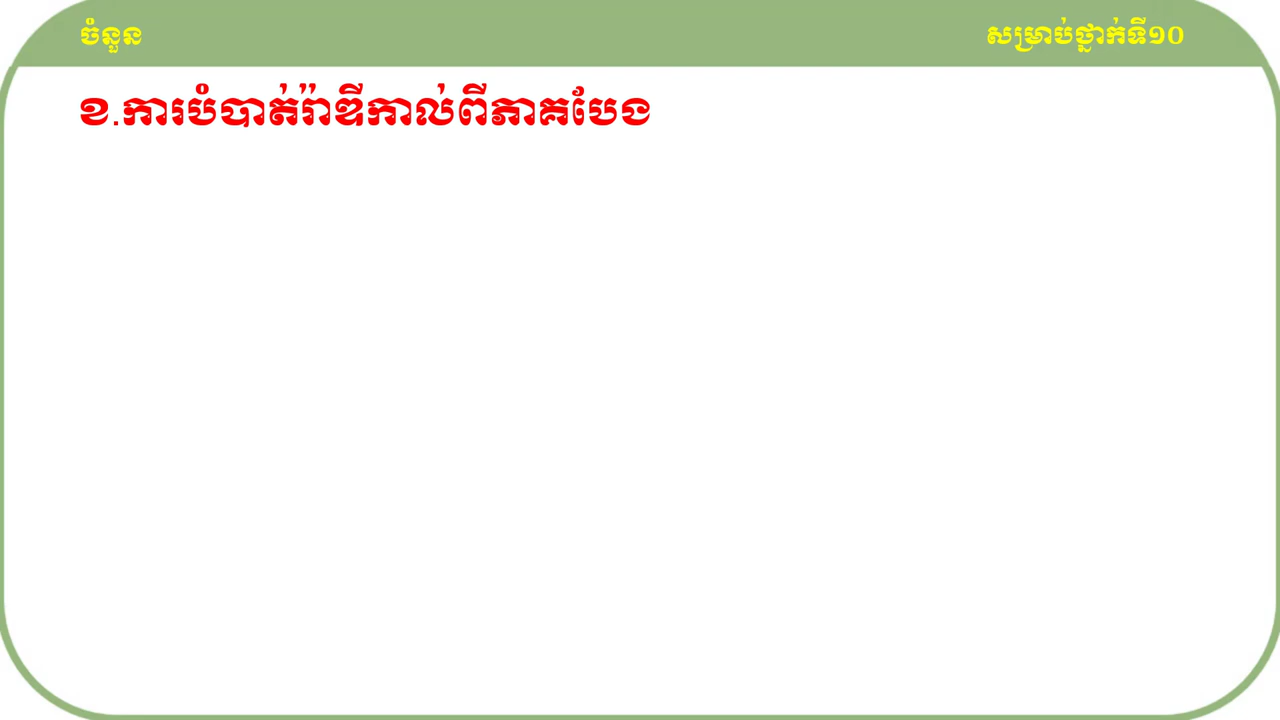 ចំនួន
សម្រាប់ថ្នាក់ទី១០
ខ.ការបំបាត់រ៉ាឌីកាល់ពីភាគបែង